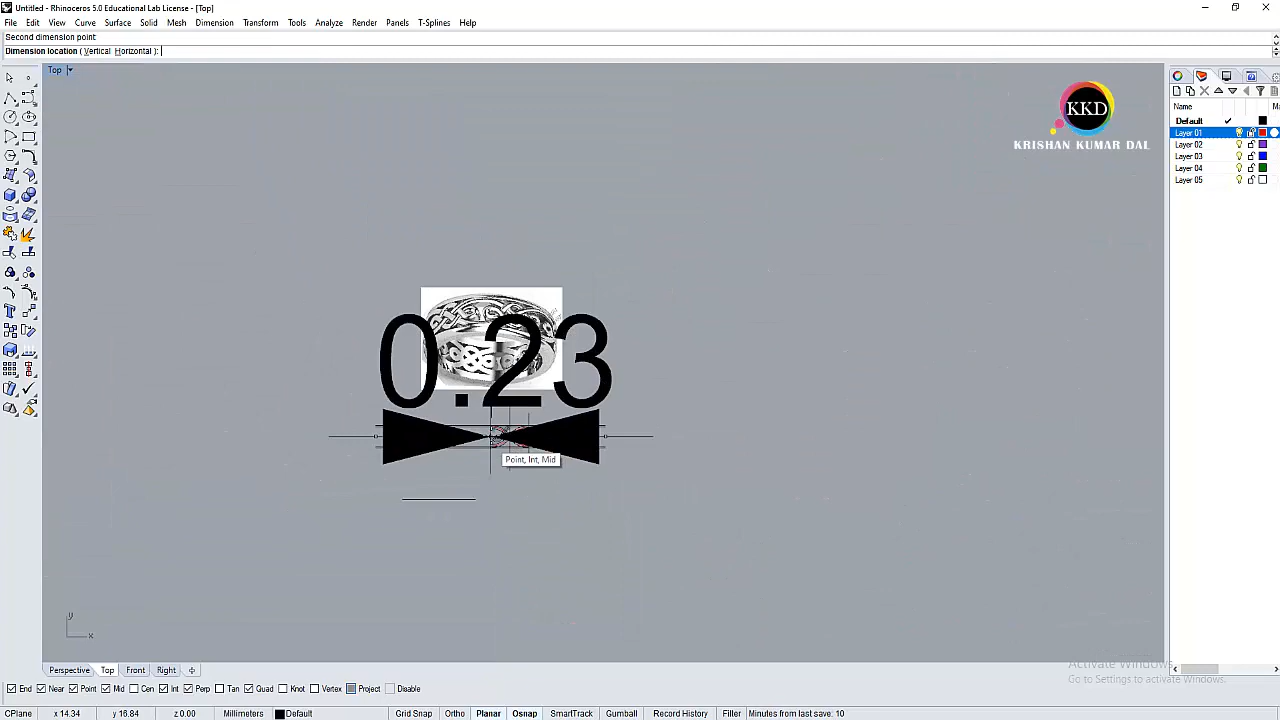 Untitled - Rhinoceros 5.0 Educational Lab License - [Top]
File Edit View Curve Surface Solid Mesh Dimension Transform Tools Analyze Render Panels T-Splines Help
Second dimension point:
Dimension location ( Vertical Horizontal ):
Top
KKD
KRISHAN KUMAR DAL
Name
Default
Layer 01
Layer 02
Layer 03
Layer 04
Layer 05
0.23
Point, Int, Mid
y
x
Perspective Top Front Right
End Near Point Mid Cen Int Perp Tan Quad Knot Vertex Project Disable
Activate Windows
Go to Settings to activate Windows.
CPlane x 14.34 y 16.84 z 0.00 Millimeters Default Grid Snap Ortho Planar Osnap SmartTrack Gumball Record History Filter Minutes from last save: 10